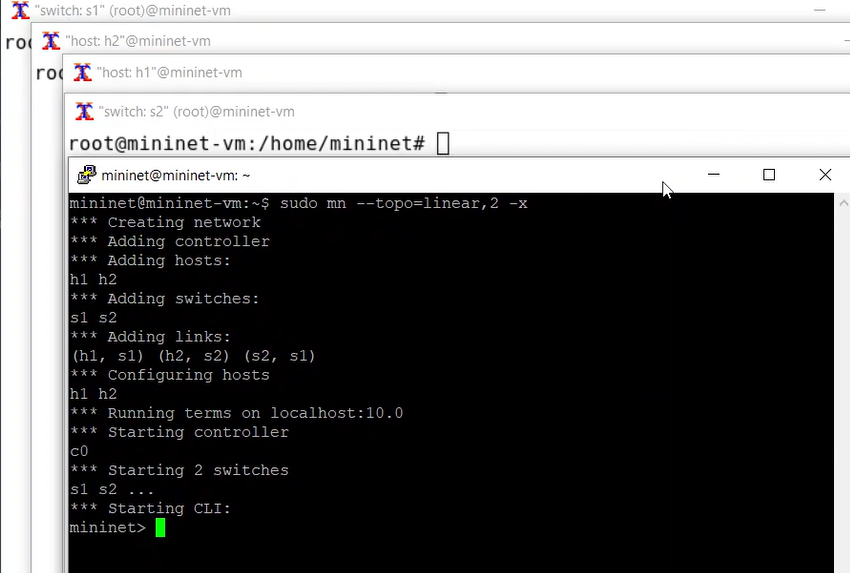 "switch: s1" (root)@mininet-vm
"host: h2"@mininet-vm
"host: h1"@mininet-vm
"switch: s2" (root)@mininet-vm
root@mininet-vm:/home/mininet#
mininet@mininet-vm: ~
mininet@mininet-vm:~$ sudo mn --topo=linear,2 -x
*** Creating network
*** Adding controller
*** Adding hosts:
h1 h2
*** Adding switches:
s1 s2
*** Adding links:
(h1, s1) (h2, s2) (s2, s1)
*** Configuring hosts
h1 h2
*** Running terms on localhost:10.0
*** Starting controller
c0
*** Starting 2 switches
s1 s2 ...
*** Starting CLI:
mininet>